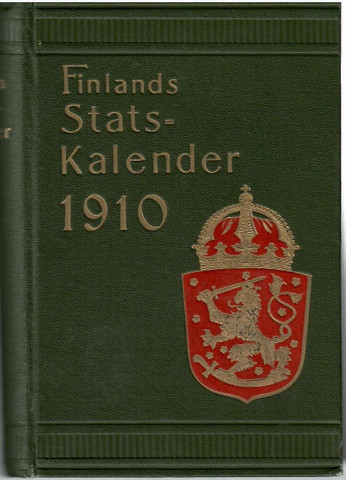 Finlands
Stats-
Kalender
1910